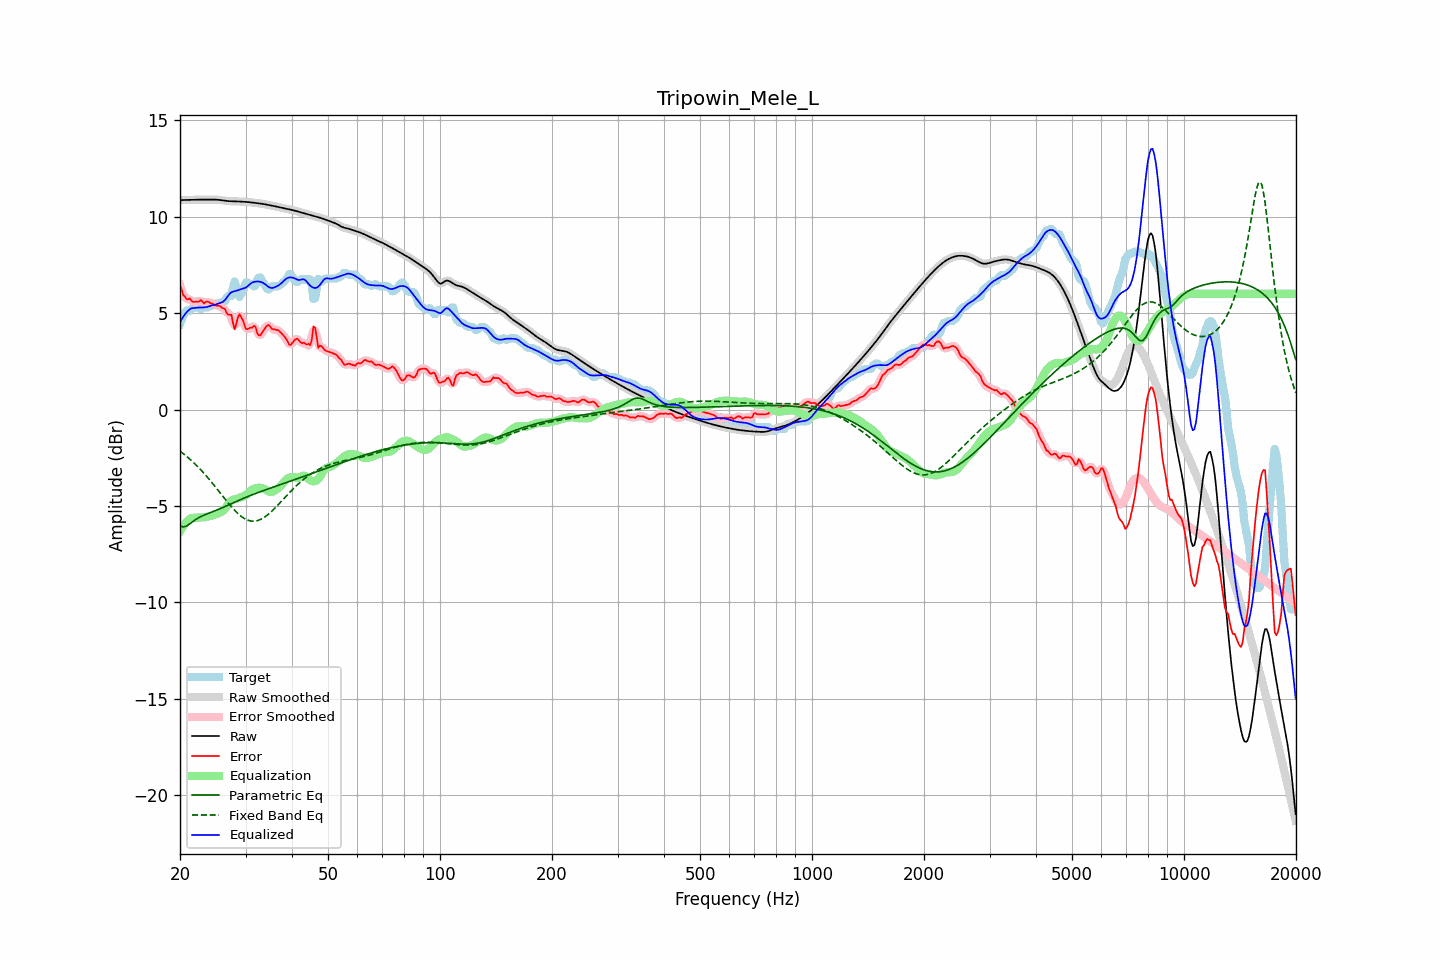 Tripowin_Mele_L
15
10
5
0
−5
−10
−15
−20
Amplitude (dBr)
Target
Raw Smoothed
Error Smoothed
Raw
Error
Equalization
Parametric Eq
Fixed Band Eq
Equalized
20 50 100 200 500 1000 2000 5000 10000 20000
Frequency (Hz)